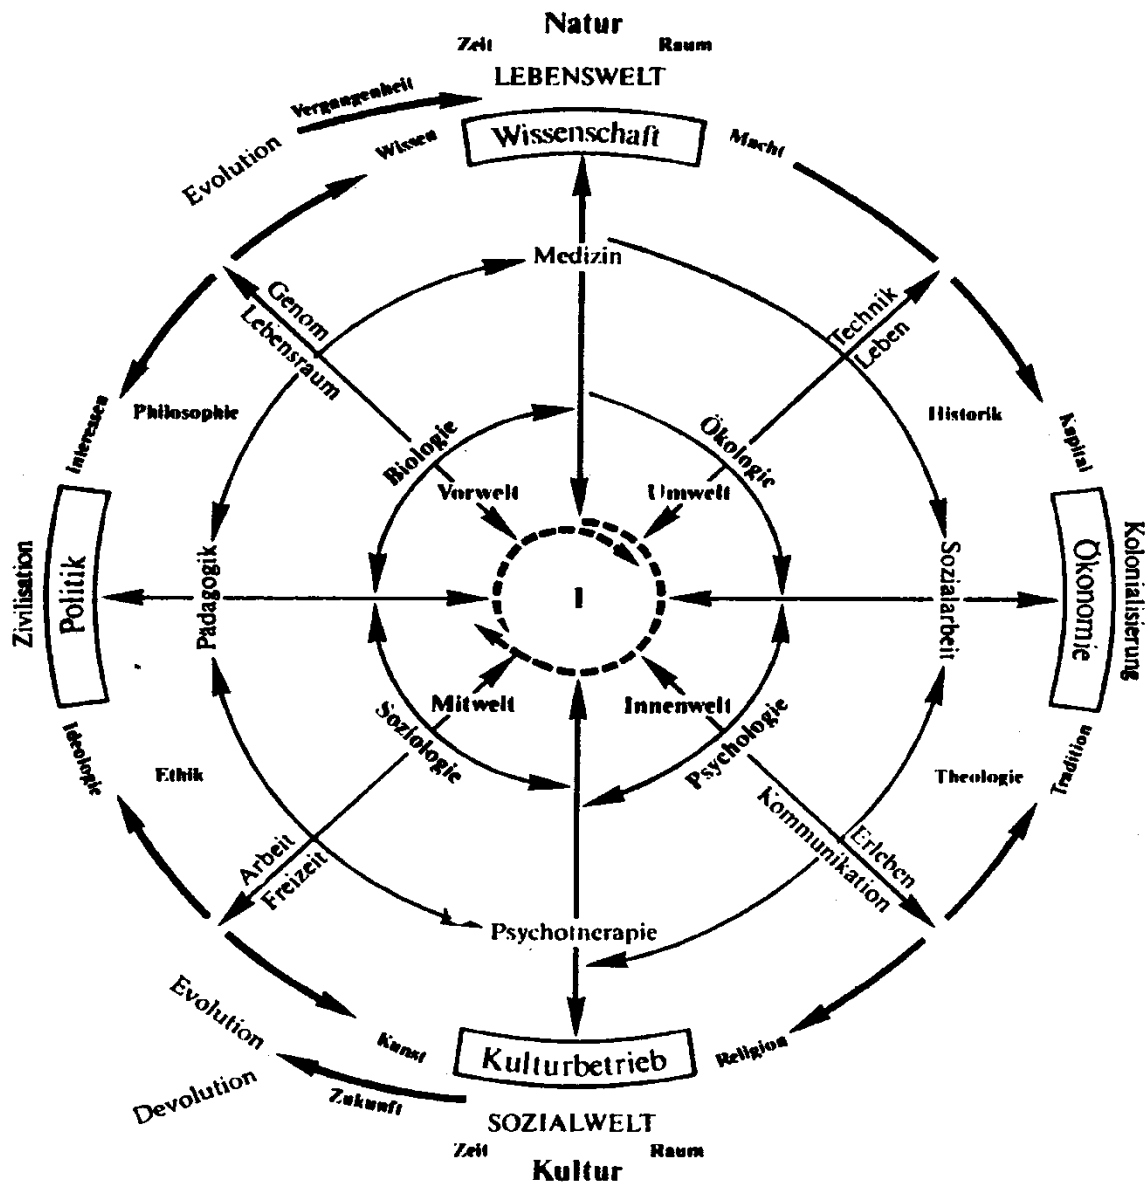 Natur
Zeit Raum
LEBENSWELT
Vergangenheit
Wissenschaft
Evolution
Wissen
Macht
Medizin
Genom
Lebensraum
Technik
Leben
Interessen
Philosophie
Historik
Kapital
Biologie
Ökologie
Vorwelt
Umwelt
Zivilisation
Politik
Pädagogik
I
Sozialarbeit
Ökonomie
Kolonialisierung
Mitwelt
Innenwelt
Soziologie
Psychologie
Ideologie
Ethik
Theologie
Tradition
Arbeit
Freizeit
Erleben
Kommunikation
Psychotherapie
Evolution
Devolution
Kunst
Kulturbetrieb
Religion
Zukunft
SOZIALWELT
Zeit Raum
Kultur